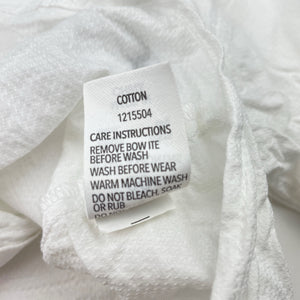 COTTON
1215504
CARE INSTRUCTIONS
REMOVE BOW ITE
BEFORE WASH
WASH BEFORE WEAR
WARM MACHINE WASH
DO NOT BLEACH. SOAK
OR RUB